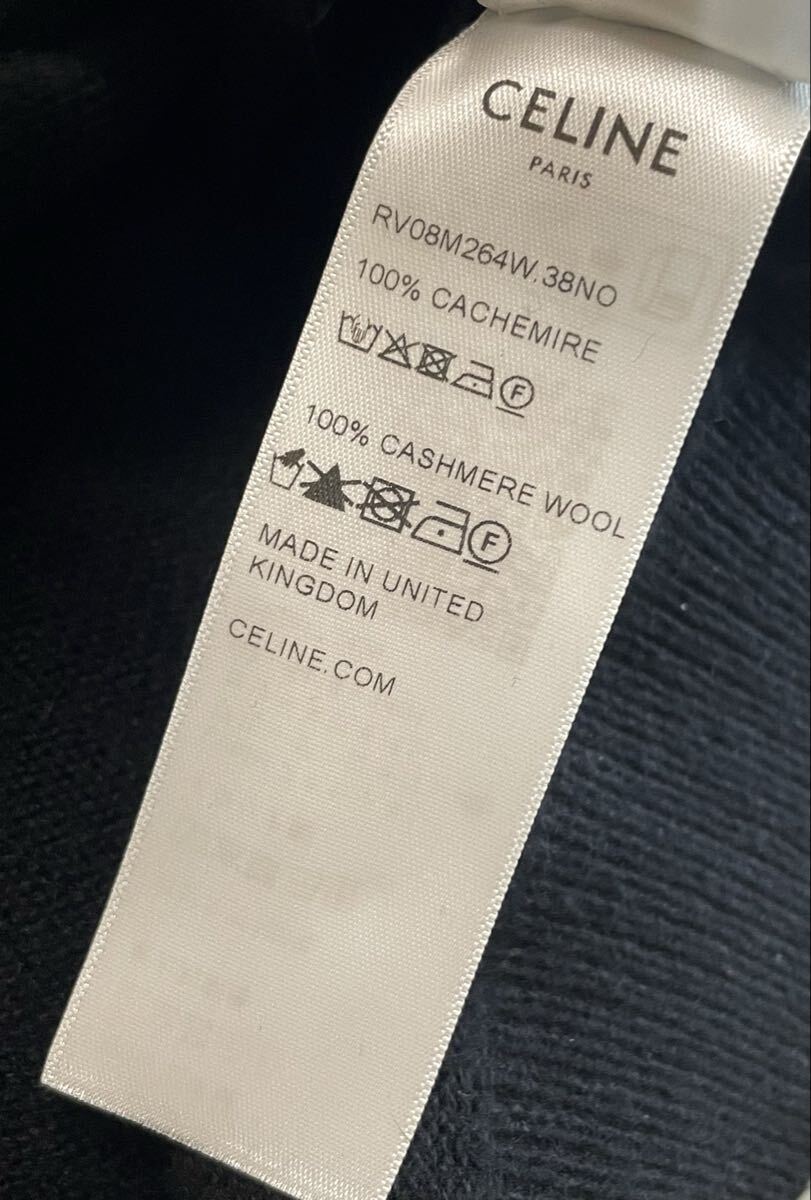 CELINE
PARIS
RV08M264W.38NO
100% CACHEMIRE
F
100% CASHMERE WOOL
F
MADE IN UNITED
KINGDOM
CELINE.COM